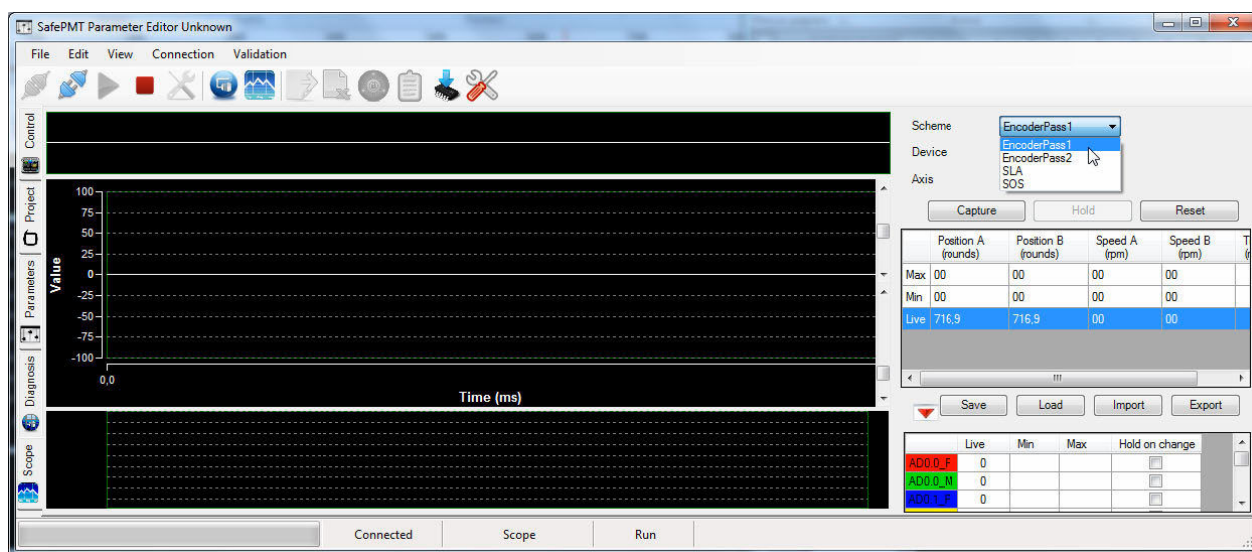 SafePMT Parameter Editor Unknown
File Edit View Connection Validation
Control
Project
Parameters
Diagnosis
Scope
100
75
50
25
0
-25
-50
-75
-100
Value
0,0
Time (ms)
Scheme EncoderPass1
EncoderPass1
EncoderPass2
SLA
SOS
Device
Axis
Capture Hold Reset
Position A (rounds) Position B (rounds) Speed A (rpm) Speed B (rpm)
Max 00 00 00 00
Min 00 00 00 00
Live 716,9 716,9 00 00
Save Load Import Export
Live Min Max Hold on change
AD0.0_F 0
AD0.0_N 0
AD0.1_F 0
Connected Scope Run